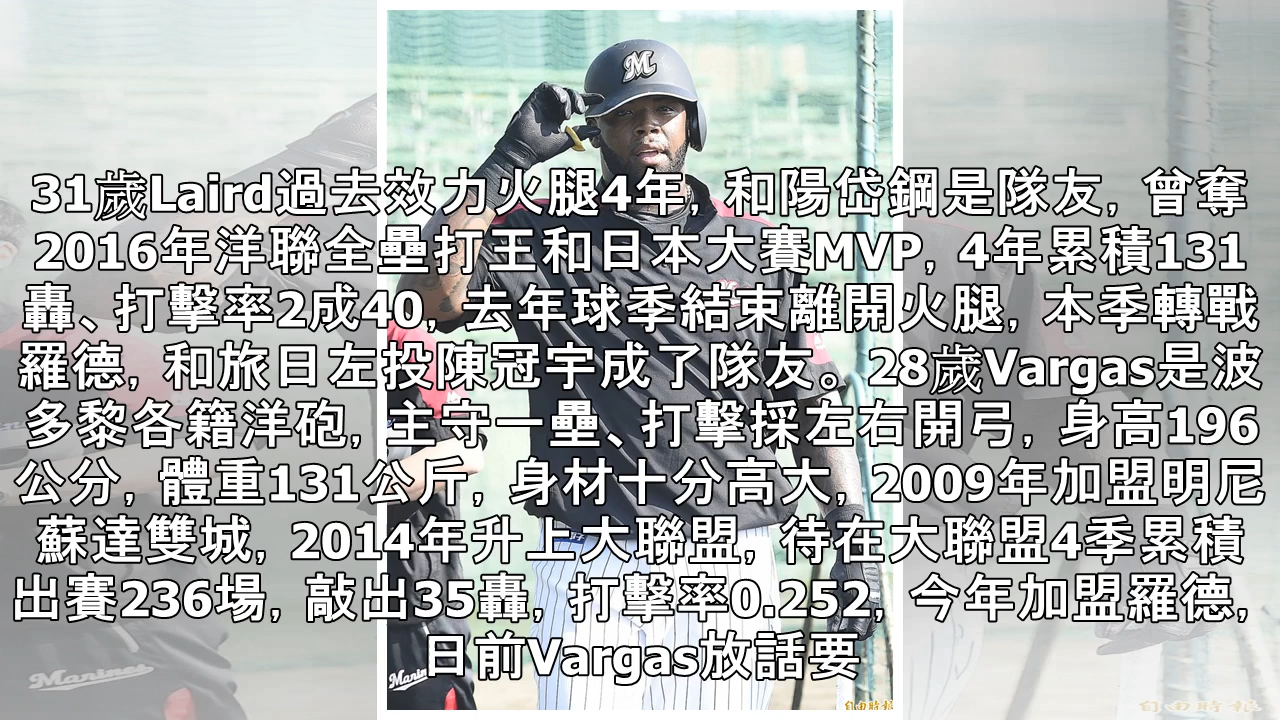 31歲Laird過去效力火腿4年, 和陽岱鋼是隊友, 曾奪
2016年洋聯全壘打王和日本大賽MVP, 4年累積131
轟、打擊率2成40, 去年球季結束離開火腿, 本季轉戰
羅德, 和旅日左投陳冠宇成了隊友。28歲Vargas是波
多黎各籍洋砲, 主守一壘、打擊採左右開弓, 身高196
公分, 體重131公斤, 身材十分高大, 2009年加盟明尼
蘇達雙城, 2014年升上大聯盟, 待在大聯盟4季累積
出賽236場, 敲出35轟, 打擊率0.252, 今年加盟羅德,
日前Vargas放話要
M
Marines
自由時報
自由時報